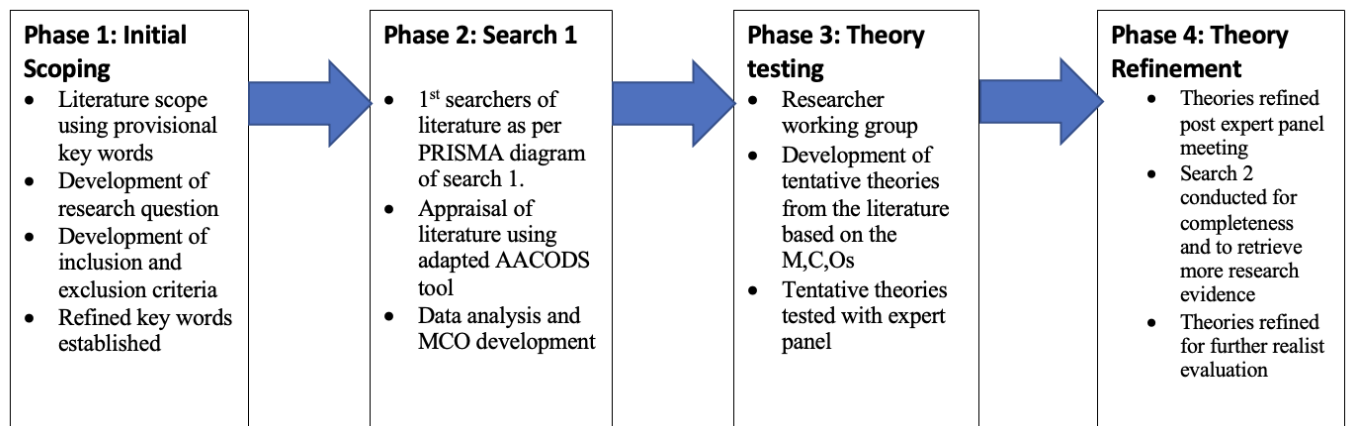 Phase 1: Initial
Scoping
• Literature scope
using provisional
key words
• Development of
research question
• Development of
inclusion and
exclusion criteria
• Refined key words
established
Phase 2: Search 1
• 1st searchers of
literature as per
PRISMA diagram
of search 1.
• Appraisal of
literature using
adapted AACODS
tool
• Data analysis and
MCO development
Phase 3: Theory
testing
• Researcher
working group
• Development of
tentative theories
from the literature
based on the
M,C,Os
• Tentative theories
tested with expert
panel
Phase 4: Theory
Refinement
• Theories refined
post expert panel
meeting
• Search 2
conducted for
completeness
and to retrieve
more research
evidence
• Theories refined
for further realist
evaluation